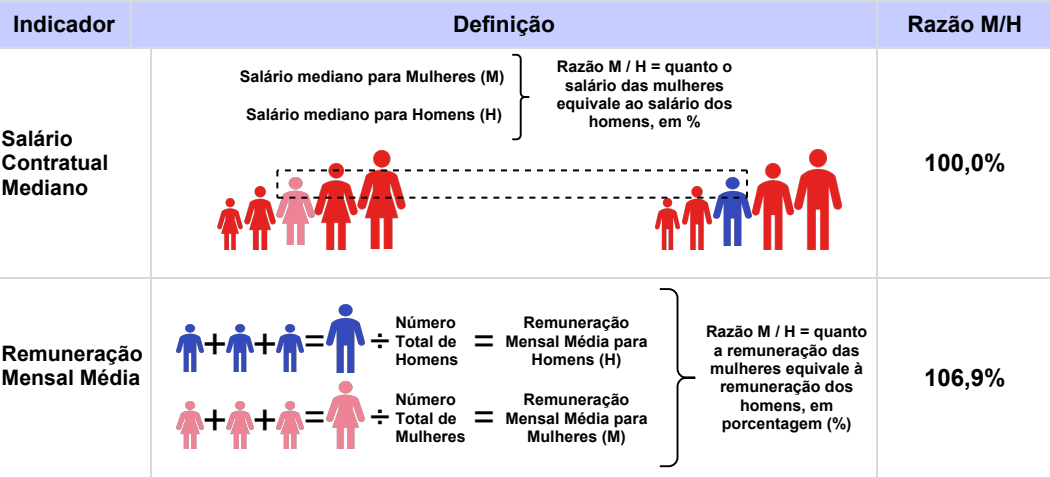 Indicador
Definição
Razão M/H
Salário
Contratual
Mediano
Salário mediano para Mulheres (M)
Salário mediano para Homens (H)
Razão M / H = quanto o
salário das mulheres
equivale ao salário dos
homens, em %
100,0%
Remuneração
Mensal Média
+ + = ÷
Número
Total de
Homens
=
Remuneração
Mensal Média para
Homens (H)
+ + = ÷
Número
Total de
Mulheres
=
Remuneração
Mensal Média para
Mulheres (M)
Razão M / H = quanto
a remuneração das
mulheres equivale à
remuneração dos
homens, em
porcentagem (%)
106,9%